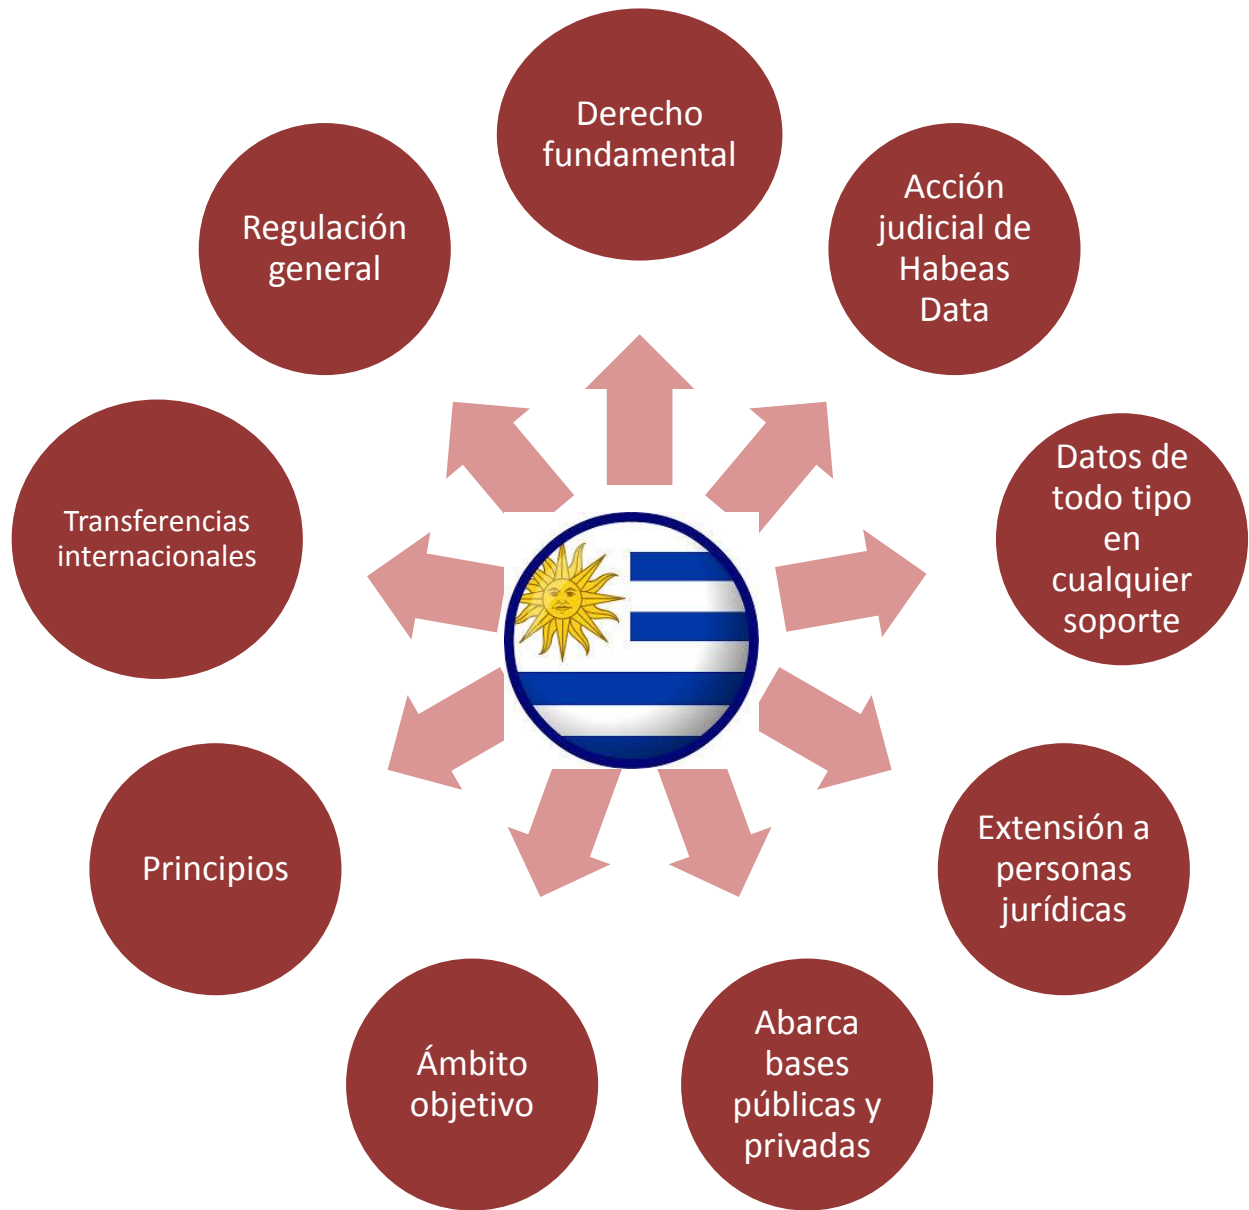 Derecho
fundamental
Acción
judicial de
Habeas
Data
Datos de
todo tipo
en
cualquier
soporte
Extensión a
personas
jurídicas
Abarca
bases
públicas y
privadas
Ámbito
objetivo
Principios
Transferencias
internacionales
Regulación
general